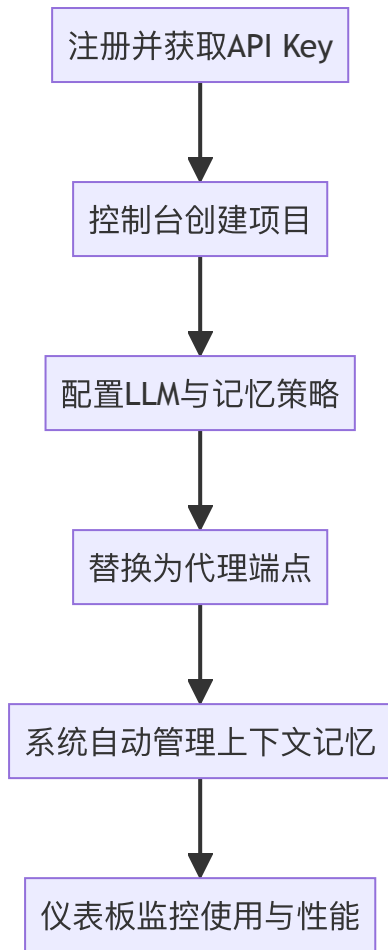 注册并获取API Key
控制台创建项目
配置LLM与记忆策略
替换为代理端点
系统自动管理上下文记忆
仪表板监控使用与性能